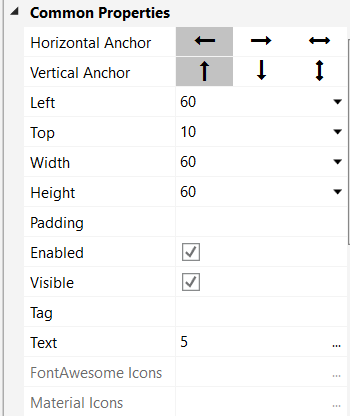 Common Properties
Horizontal Anchor
Vertical Anchor
Left 60
Top 10
Width 60
Height 60
Padding
Enabled
Visible
Tag
Text 5 ...
FontAwesome Icons ...
Material Icons ...